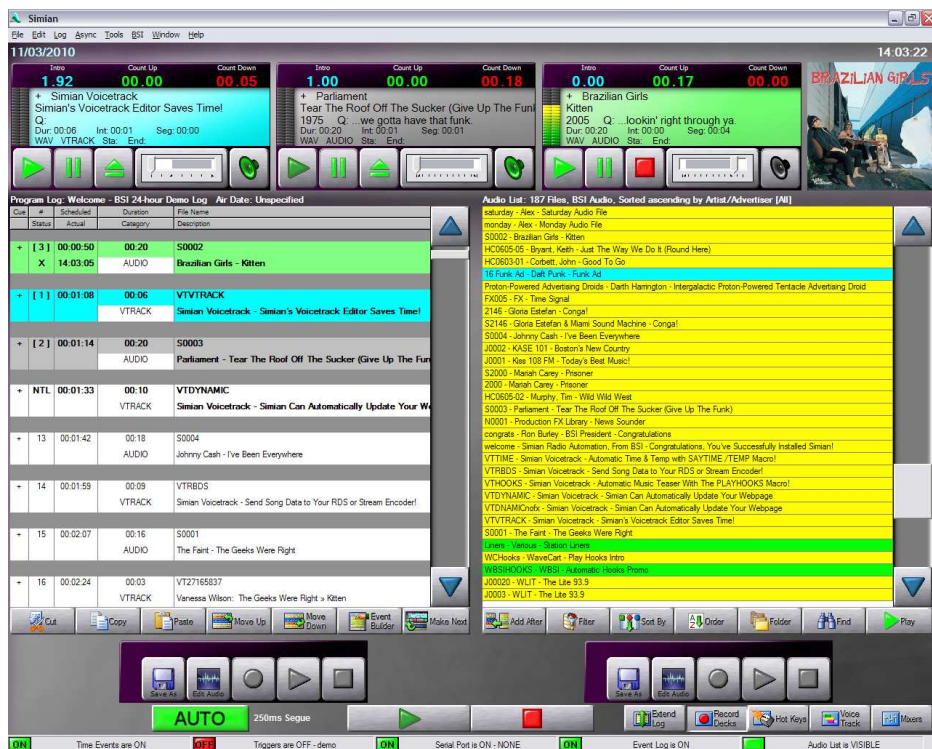 Simian
File Edit Log Async Tools BSI Window Help
11/03/2010
14:03:22
Intro Count Up Count Down
1.92 00.00 00.05
+ Simian Voicetrack
Simian's Voicetrack Editor Saves Time!
Q:
Dur: 00:06 Int: 00:01 Seg: 00:00
WAV VTRACK Sta: End:
Intro Count Up Count Down
1.00 00.00 00.18
+ Parliament
Tear The Roof Off The Sucker (Give Up The Funk
1975 Q: ...we gotta have that funk.
Dur: 00:20 Int: 00:01 Seg: 00:01
WAV AUDIO Sta: End:
Intro Count Up Count Down
0.00 00.17 00.00
+ Brazilian Girls
Kitten
2005 Q: ...lookin' right through ya.
Dur: 00:20 Int: 00:00 Seg: 00:04
WAV AUDIO Sta: End:
BRAZILIAN GIRLS
Program Log: Welcome - BSI 24-hour Demo Log Air Date: Unspecified
Cue # Scheduled Duration File Name
Status Actual Category Description
+ [ 3 ] 00:00:50 00:20 S0002
X 14:03:05 AUDIO Brazilian Girls - Kitten
+ [ 1 ] 00:01:08 00:06 VTVTRACK
VTRACK Simian Voicetrack - Simian's Voicetrack Editor Saves Time!
+ [ 2 ] 00:01:14 00:20 S0003
AUDIO Parliament - Tear The Roof Off The Sucker (Give Up The Fun
+ NTL 00:01:33 00:10 VTDYNAMIC
VTRACK Simian Voicetrack - Simian Can Automatically Update Your We
+ 13 00:01:42 00:18 S0004
AUDIO Johnny Cash - I've Been Everywhere
+ 14 00:01:59 00:09 VTRBDS
VTRACK Simian Voicetrack - Send Song Data to Your RDS or Stream Encoder!
+ 15 00:02:07 00:16 S0001
AUDIO The Faint - The Geeks Were Right
+ 16 00:02:24 00:03 VT27165837
VTRACK Vanessa Wilson: The Geeks Were Right » Kitten
Cut Copy Paste Move Up Move Down Event Builder Make Next
Audio List: 187 Files, BSI Audio, Sorted ascending by Artist/Advertiser [All]
saturday - Alex - Saturday Audio File
monday - Alex - Monday Audio File
S0002 - Brazilian Girls - Kitten
HC0605-05 - Bryant, Keith - Just The Way We Do It (Round Here)
HC0603-01 - Corbett, John - Good To Go
16 Funk Ad - Daft Punk - Funk Ad
Proton-Powered Advertising Droids - Darth Harrington - Intergalactic Proton-Powered Tentacle Advertising Droid
FX005 - FX - Time Signal
2146 - Gloria Estefan - Conga!
S2146 - Gloria Estefan & Miami Sound Machine - Conga!
S0004 - Johnny Cash - I've Been Everywhere
J0002 - KASE 101 - Boston's New Country
J0001 - Kiss 108 FM - Today's Best Music!
S2000 - Mariah Carey - Prisoner
2000 - Mariah Carey - Prisoner
HC0605-02 - Murphy, Tim - Wild Wild West
S0003 - Parliament - Tear The Roof Off The Sucker (Give Up The Funk)
N0001 - Production FX Library - News Sounder
congrats - Ron Burley - BSI President - Congratulations
welcome - Simian Radio Automation, From BSI - Congratulations, You've Successfully Installed Simian!
VTTIME - Simian Voicetrack - Automatic Time & Temp with SAYTIME /TEMP Macro!
VTRBDS - Simian Voicetrack - Send Song Data to Your RDS or Stream Encoder!
VTHOOKS - Simian Voicetrack - Automatic Music Teaser With The PLAYHOOKS Macro!
VTDYNAMIC - Simian Voicetrack - Simian Can Automatically Update Your Webpage
VTDNAMICnofx - Simian Voicetrack - Simian Can Automatically Update Your Webpage
VTVTRACK - Simian Voicetrack - Simian's Voicetrack Editor Saves Time!
S0001 - The Faint - The Geeks Were Right
Liners - Various - Station Liners
WCHooks - WaveCart - Play Hooks Intro
WBSIHOOKS - WBSI - Automatic Hooks Promo
J00020 - WLIT - The Lite 93.9
J0003 - WLIT - The Lite 93.9
Add After Filter Sort By Order Folder Find Play
Save As Edit Audio
Save As Edit Audio
AUTO 250ms Segue
Extend Log Record Decks Hot Keys Voice Track Mixers
ON Time Events are ON OFF Triggers are OFF - demo ON Serial Port is ON - NONE ON Event Log is ON Audio List is VISIBLE